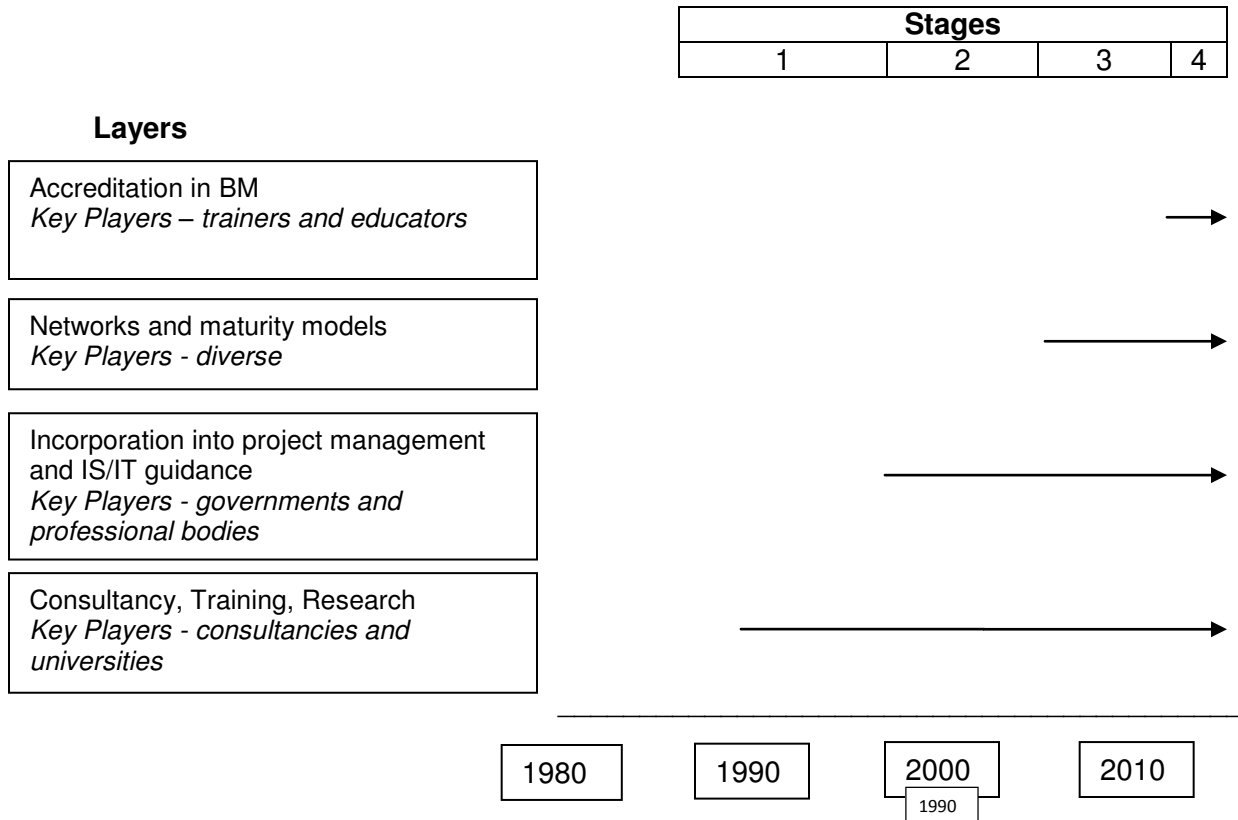 Stages
1 2 3 4
Layers
Accreditation in BM
Key Players – trainers and educators
Networks and maturity models
Key Players - diverse
Incorporation into project management
and IS/IT guidance
Key Players - governments and
professional bodies
Consultancy, Training, Research
Key Players - consultancies and
universities
1980 1990 2000 2010
1990